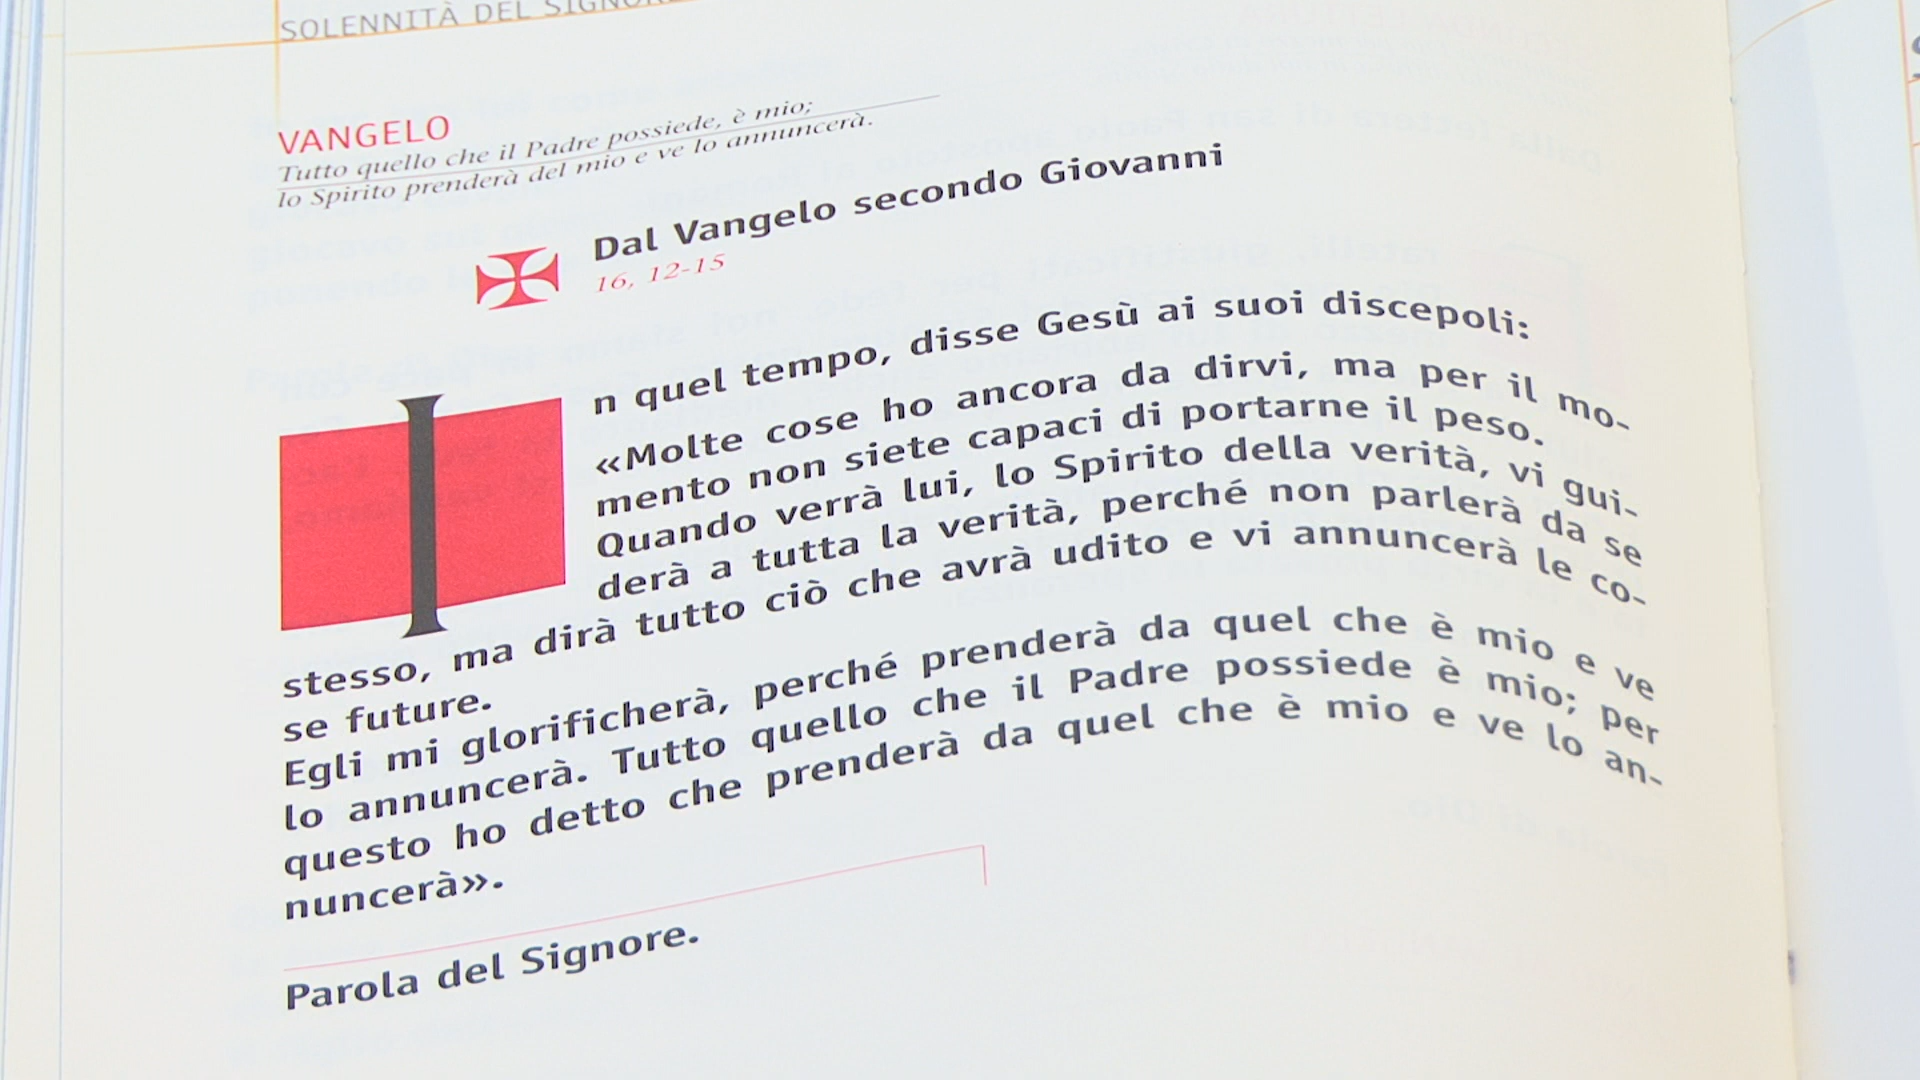 SOLENNITÀ DEL SIGNORE
VANGELO
Tutto quello che il Padre possiede, è mio;
lo Spirito prenderà del mio e ve lo annuncerà.
Dal Vangelo secondo Giovanni
16, 12-15
In quel tempo, disse Gesù ai suoi discepoli:
«Molte cose ho ancora da dirvi, ma per il mo-
mento non siete capaci di portarne il peso.
Quando verrà lui, lo Spirito della verità, vi gui-
derà a tutta la verità, perché non parlerà da se
stesso, ma dirà tutto ciò che avrà udito e vi annuncerà le co-
se future.
Egli mi glorificherà, perché prenderà da quel che è mio e ve
lo annuncerà. Tutto quello che il Padre possiede è mio; per
questo ho detto che prenderà da quel che è mio e ve lo an-
nuncerà».
Parola del Signore.